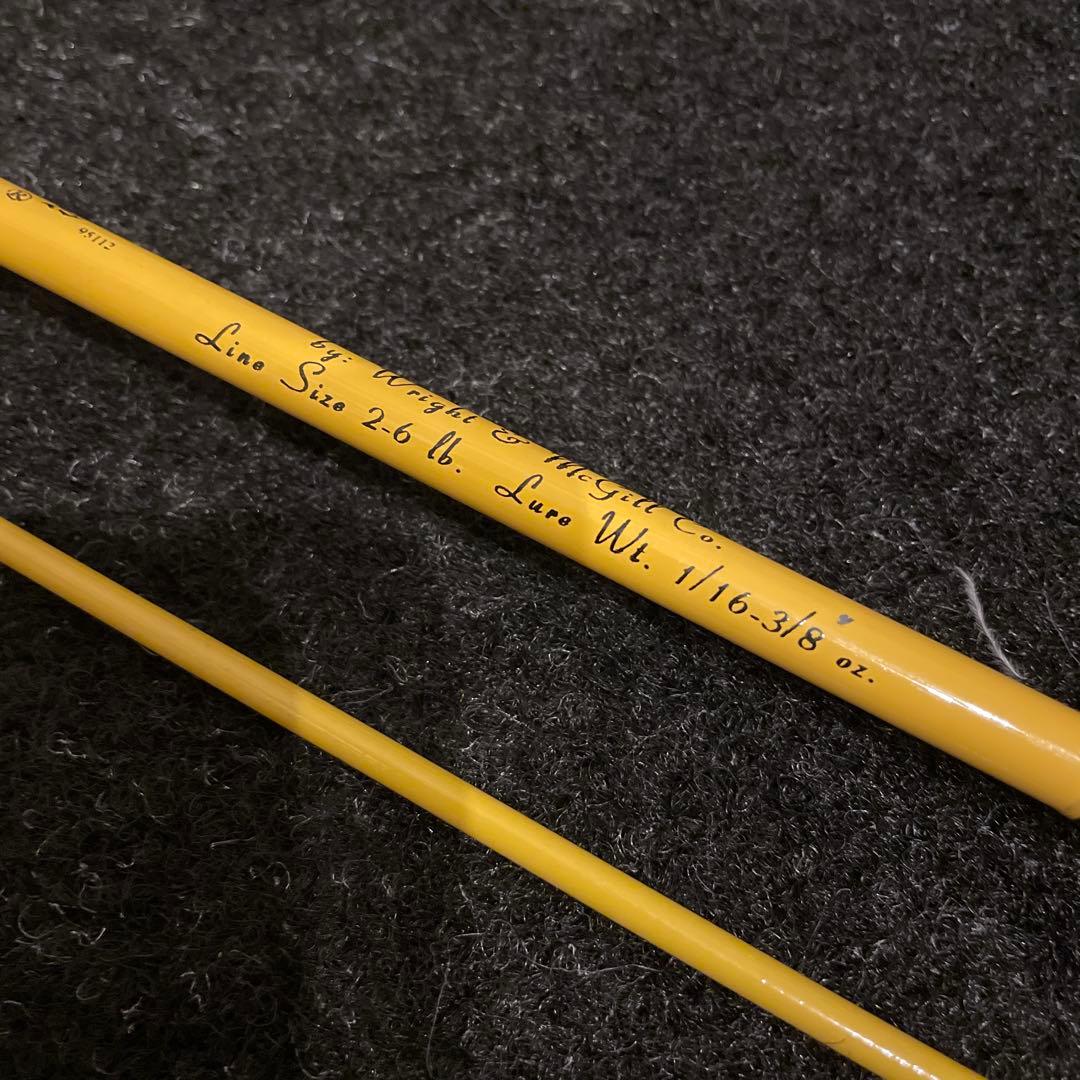 ®
95112
by: Wright & McGill Co.
Line Size 2-6 lb. Lure Wt. 1/16-3/8 oz.